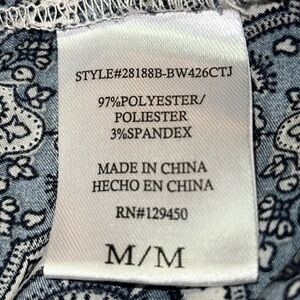 STYLE#28188B-BW426CTJ
97%POLYESTER/
POLIESTER
3%SPANDEX
MADE IN CHINA
HECHO EN CHINA
RN#129450
M/M